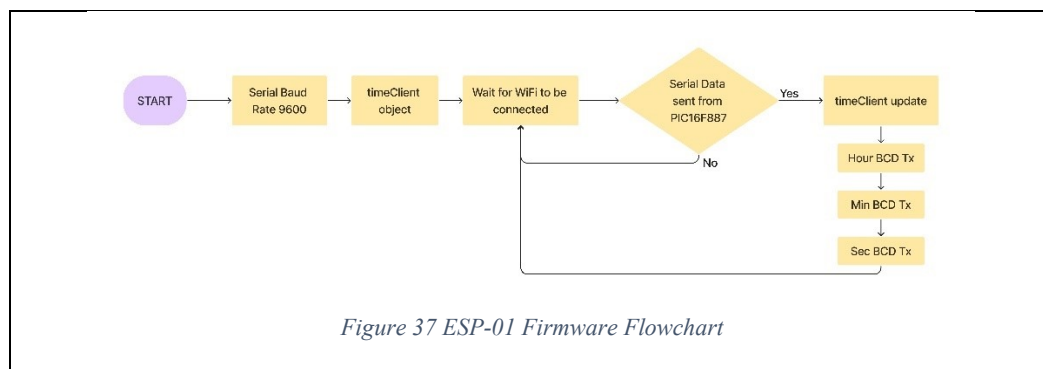 START
Serial Baud
Rate 9600
timeClient
object
Wait for WiFi to be
connected
Serial Data
sent from
PIC16F887
Yes
timeClient update
No
Hour BCD Tx
Min BCD Tx
Sec BCD Tx
Figure 37 ESP-01 Firmware Flowchart